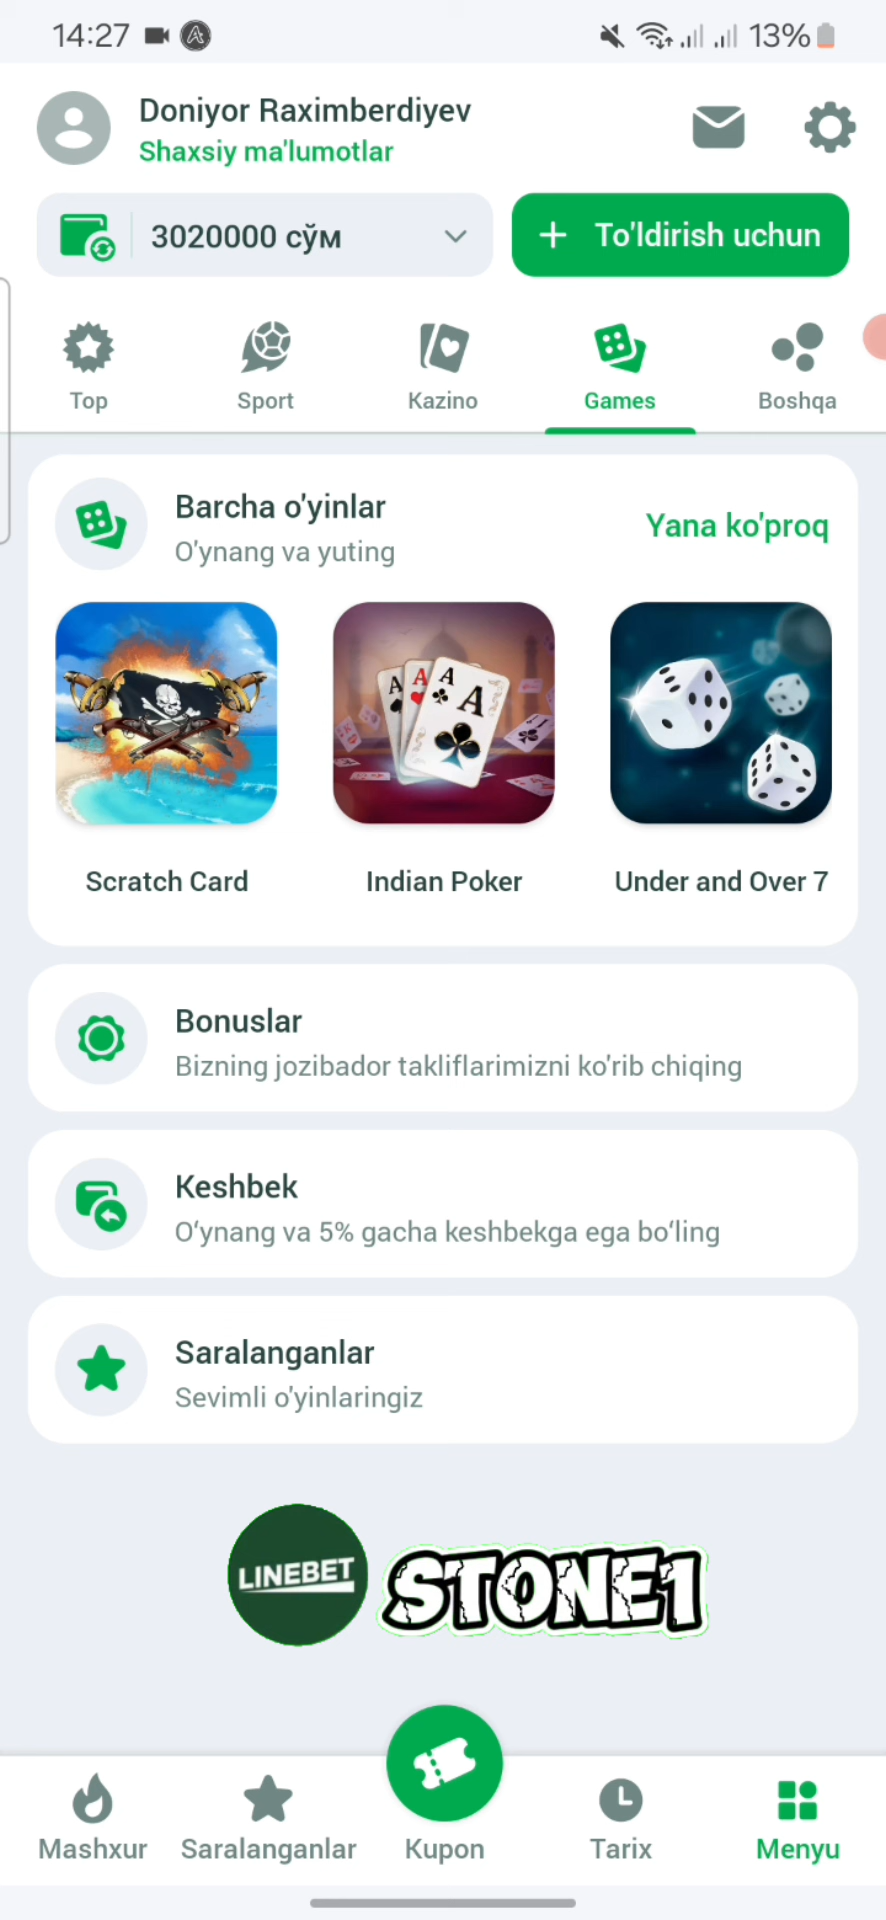 14:27
13%
Doniyor Raximberdiyev
Shaxsiy ma'lumotlar
3020000 сўм
+ To'ldirish uchun
Top
Sport
Kazino
Games
Boshqa
Barcha o'yinlar
O'ynang va yuting
Yana ko'proq
Scratch Card
Indian Poker
Under and Over 7
Bonuslar
Bizning jozibador takliflarimizni ko'rib chiqing
Keshbek
Oʻynang va 5% gacha keshbekga ega boʻling
Saralanganlar
Sevimli o'yinlaringiz
LINEBET
STONE1
Mashxur
Saralanganlar
Kupon
Tarix
Menyu